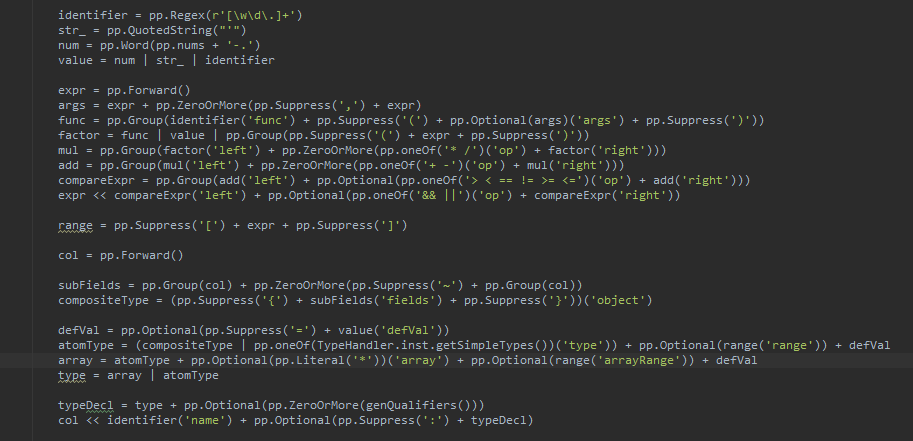 identifier = pp.Regex(r'[\w\d\.]+')
str_ = pp.QuotedString("'")
num = pp.Word(pp.nums + '-.')
value = num | str_ | identifier
expr = pp.Forward()
args = expr + pp.ZeroOrMore(pp.Suppress(',') + expr)
func = pp.Group(identifier('func') + pp.Suppress('(') + pp.Optional(args)('args') + pp.Suppress(')'))
factor = func | value | pp.Group(pp.Suppress('(') + expr + pp.Suppress(')'))
mul = pp.Group(factor('left') + pp.ZeroOrMore(pp.oneOf('* /')('op') + factor('right')))
add = pp.Group(mul('left') + pp.ZeroOrMore(pp.oneOf('+ -')('op') + mul('right')))
compareExpr = pp.Group(add('left') + pp.Optional(pp.oneOf('> < == != >= <=')('op') + add('right')))
expr << compareExpr('left') + pp.Optional(pp.oneOf('&& ||')('op') + compareExpr('right'))
range = pp.Suppress('[') + expr + pp.Suppress(']')
col = pp.Forward()
subFields = pp.Group(col) + pp.ZeroOrMore(pp.Suppress('~') + pp.Group(col))
compositeType = (pp.Suppress('{') + subFields('fields') + pp.Suppress('}'))('object')
defVal = pp.Optional(pp.Suppress('=') + value('defVal'))
atomType = (compositeType | pp.oneOf(TypeHandler.inst.getSimpleTypes())('type')) + pp.Optional(range('range')) + defVal
array = atomType + pp.Optional(pp.Literal('*'))('array') + pp.Optional(range('arrayRange')) + defVal
type = array | atomType
typeDecl = type + pp.Optional(pp.ZeroOrMore(genQualifiers()))
col << identifier('name') + pp.Optional(pp.Suppress(':') + typeDecl)